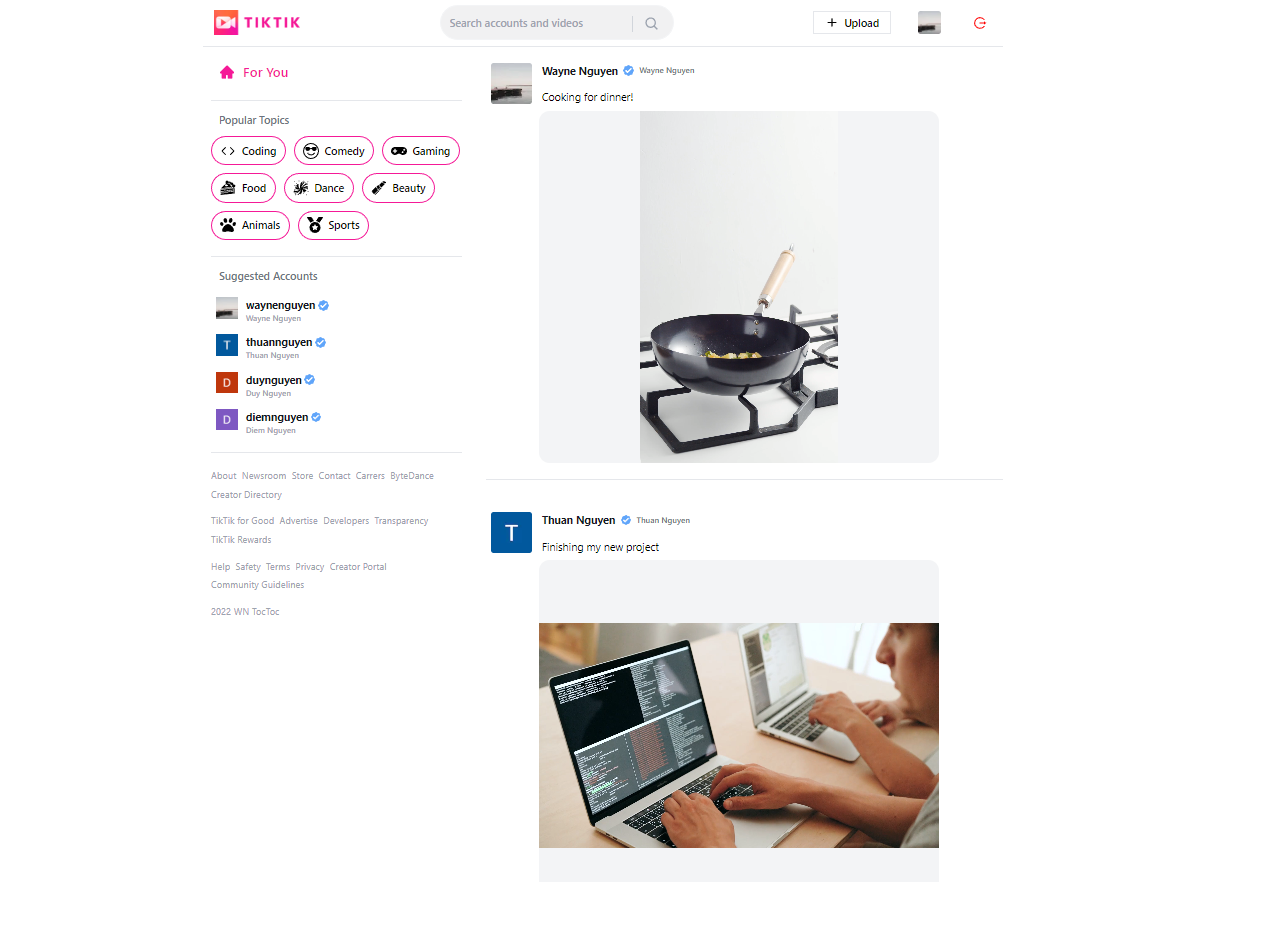 TIKTIK
Search accounts and videos
Upload
For You
Popular Topics
Coding Comedy Gaming
Food Dance Beauty
Animals Sports
Suggested Accounts
waynenguyen
Wayne Nguyen
T
thuannguyen
Thuan Nguyen
D
duynguyen
Duy Nguyen
D
diemnguyen
Diem Nguyen
About Newsroom Store Contact Carrers ByteDance
Creator Directory
TikTik for Good Advertise Developers Transparency
TikTik Rewards
Help Safety Terms Privacy Creator Portal
Community Guidelines
2022 WN TocToc
Wayne Nguyen Wayne Nguyen
Cooking for dinner!
T
Thuan Nguyen Thuan Nguyen
Finishing my new project